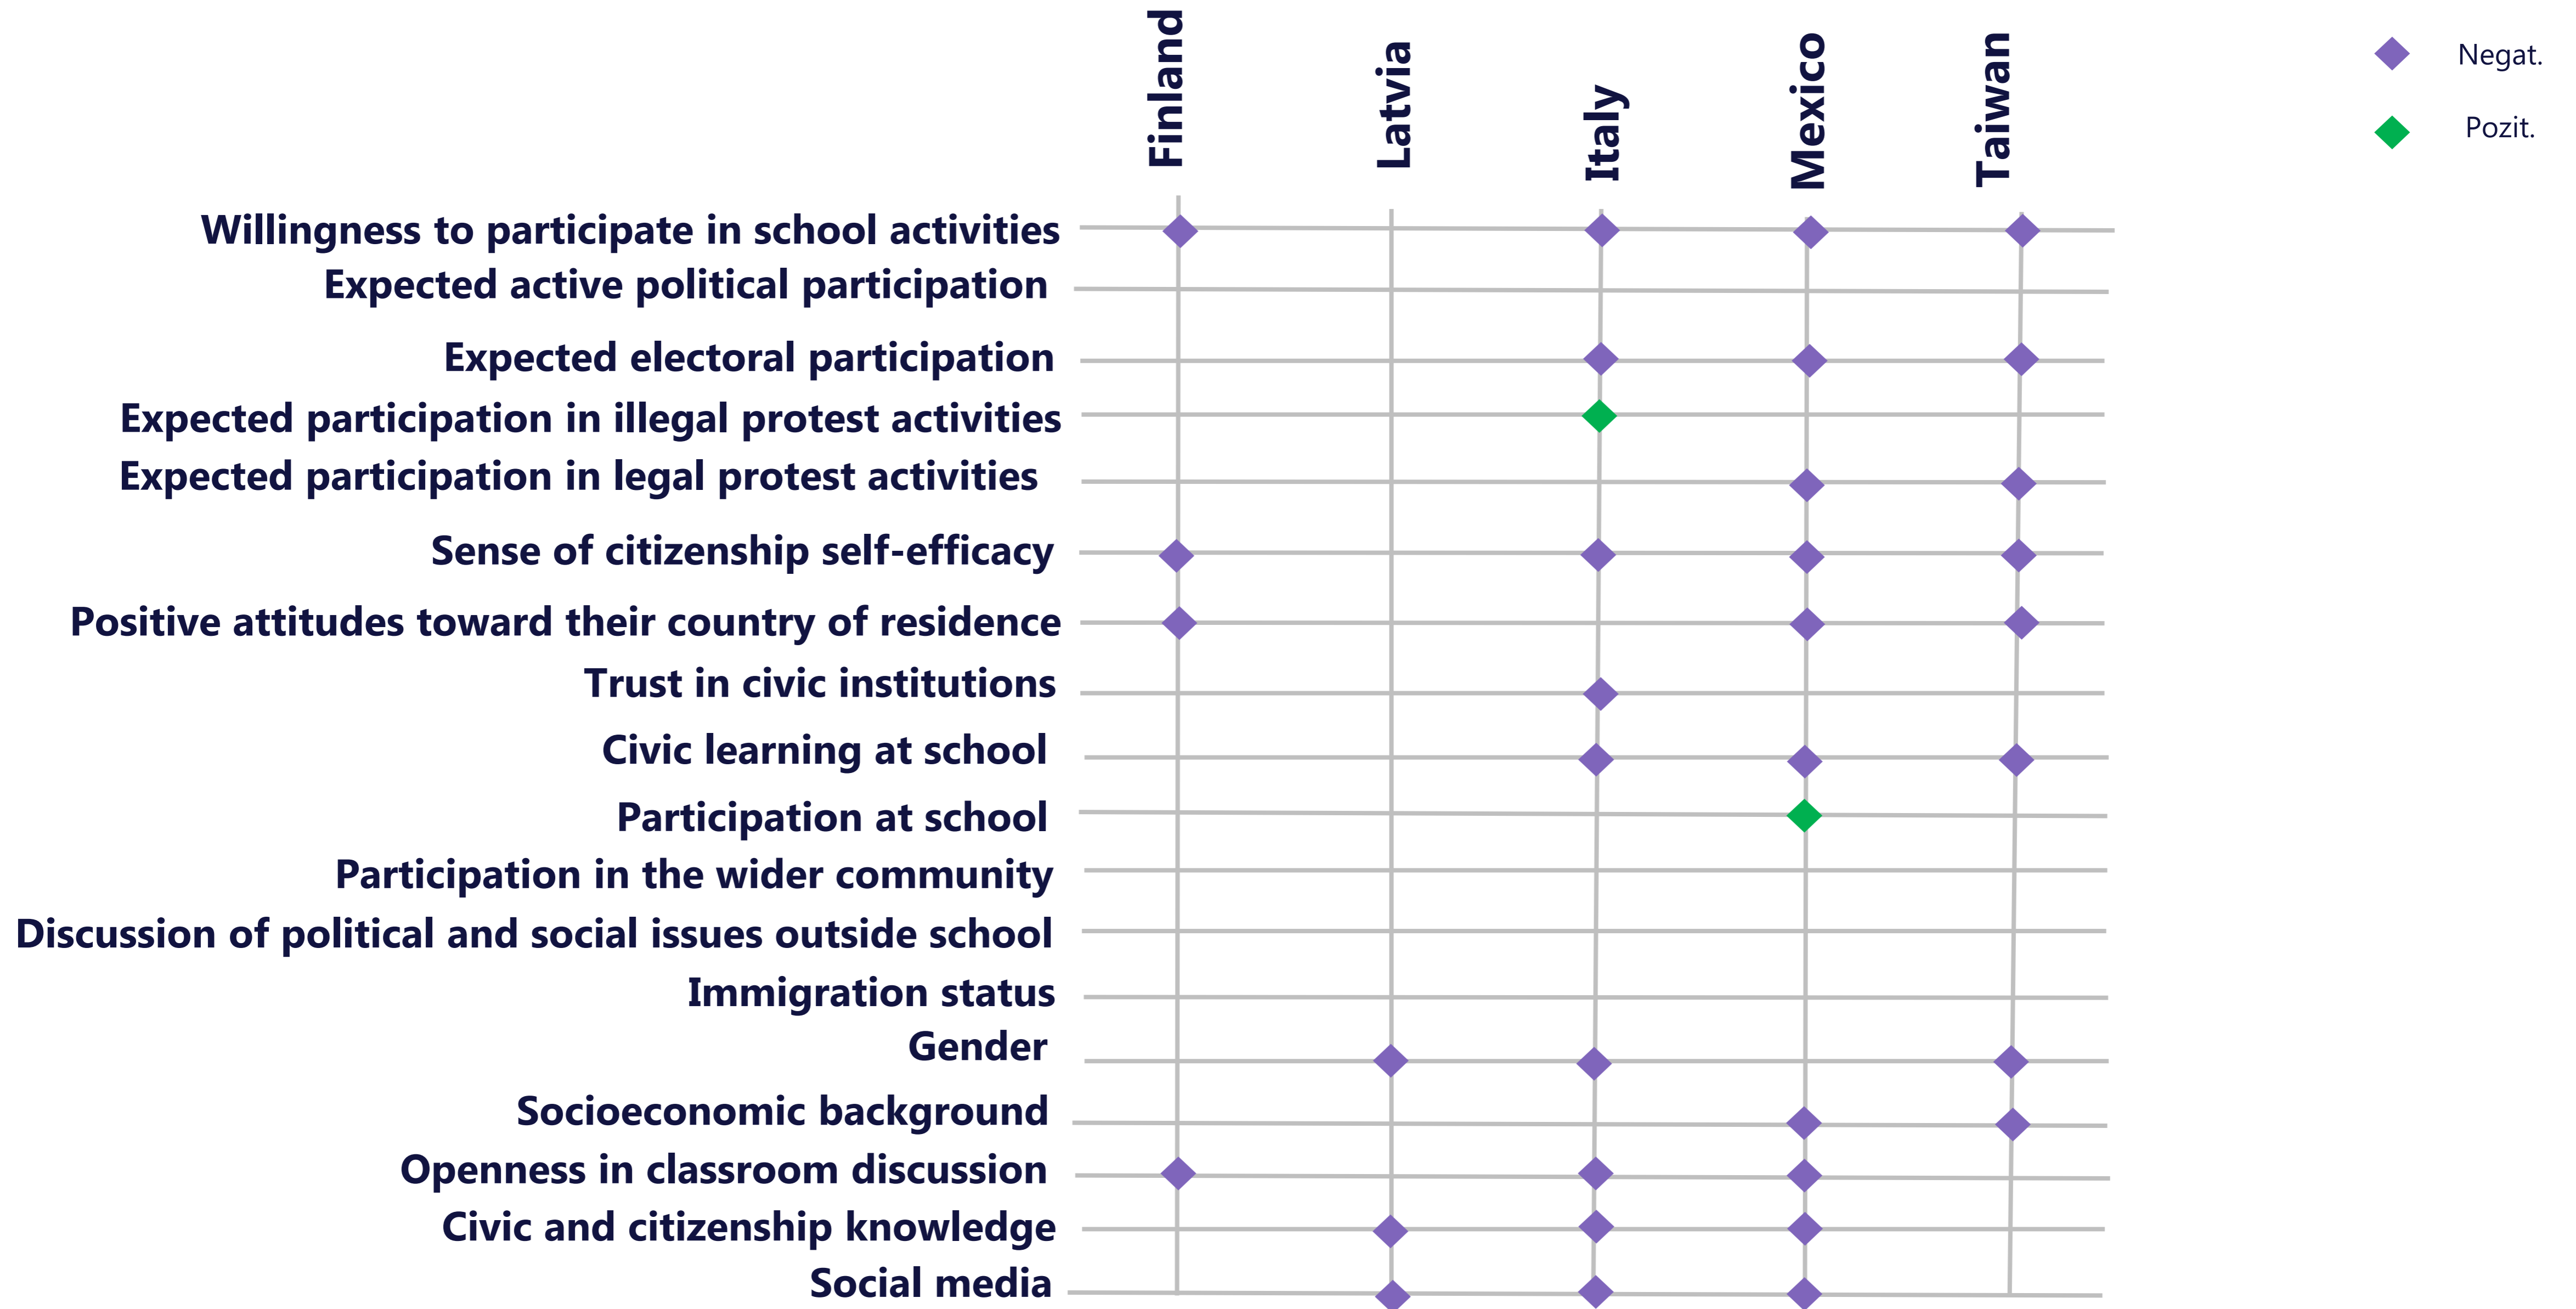 Finland
Latvia
Italy
Mexico
Taiwan
Negat.
Pozit.
Willingness to participate in school activities
Expected active political participation
Expected electoral participation
Expected participation in illegal protest activities
Expected participation in legal protest activities
Sense of citizenship self-efficacy
Positive attitudes toward their country of residence
Trust in civic institutions
Civic learning at school
Participation at school
Participation in the wider community
Discussion of political and social issues outside school
Immigration status
Gender
Socioeconomic background
Openness in classroom discussion
Civic and citizenship knowledge
Social media